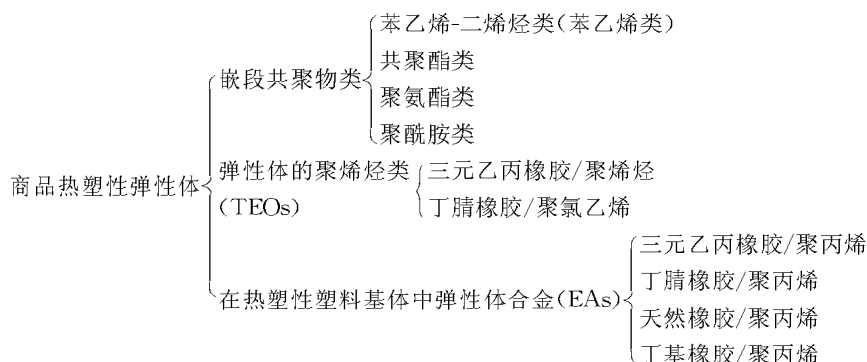 苯乙烯-二烯烃类(苯乙烯类)
共聚酯类
嵌段共聚物类
聚氨酯类
聚酰胺类
商品热塑性弹性体
弹性体的聚烯烃类
(TEOs)
三元乙丙橡胶/聚烯烃
丁腈橡胶/聚氯乙烯
在热塑性塑料基体中弹性体合金(EAs)
三元乙丙橡胶/聚丙烯
丁腈橡胶/聚丙烯
天然橡胶/聚丙烯
丁基橡胶/聚丙烯